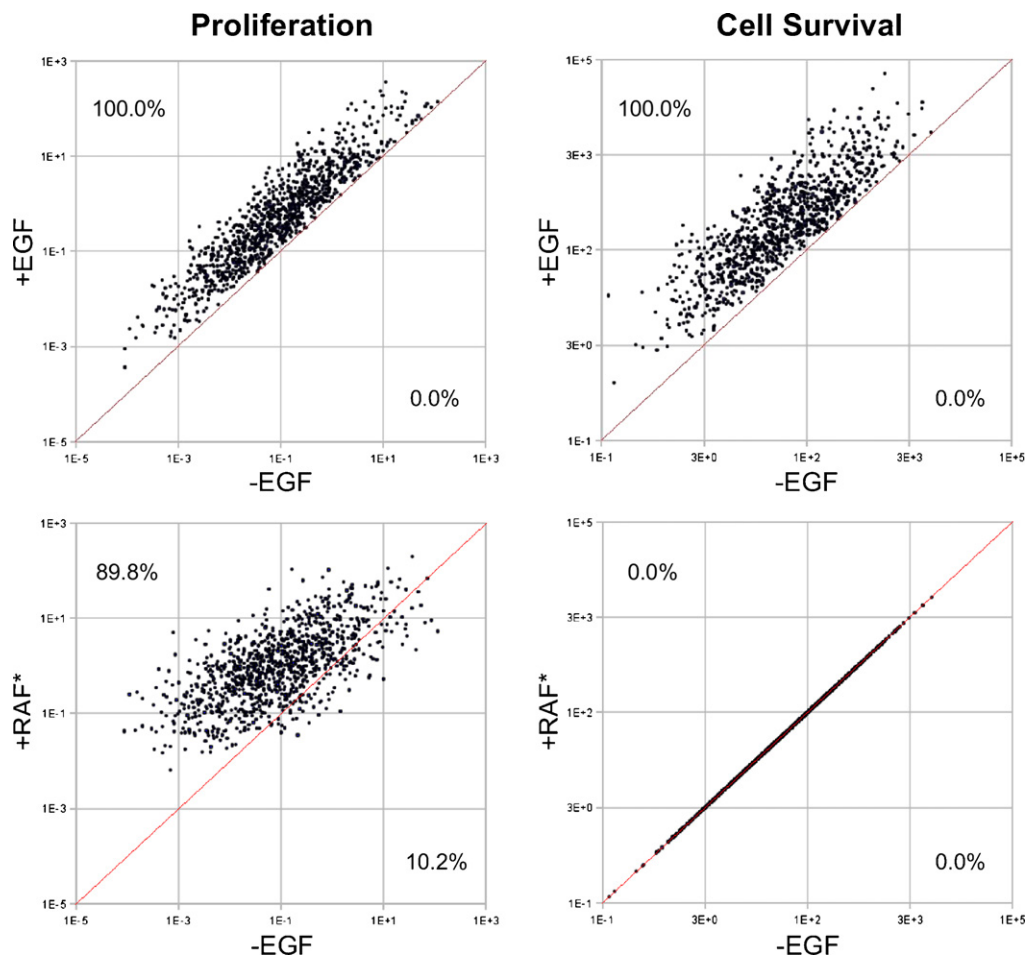 Proliferation
1E+3
1E+1
1E-1
1E-3
1E-5
+EGF
100.0%
0.0%
1E-5 1E-3 1E-1 1E+1 1E+3
-EGF
Cell Survival
1E+5
3E+3
1E+2
3E+0
1E-1
+EGF
100.0%
0.0%
1E-1 3E+0 1E+2 3E+3 1E+5
-EGF
1E+3
1E+1
1E-1
1E-3
1E-5
+RAF*
89.8%
10.2%
1E-5 1E-3 1E-1 1E+1 1E+3
-EGF
1E+5
3E+3
1E+2
3E+0
1E-1
+RAF*
0.0%
0.0%
1E-1 3E+0 1E+2 3E+3 1E+5
-EGF